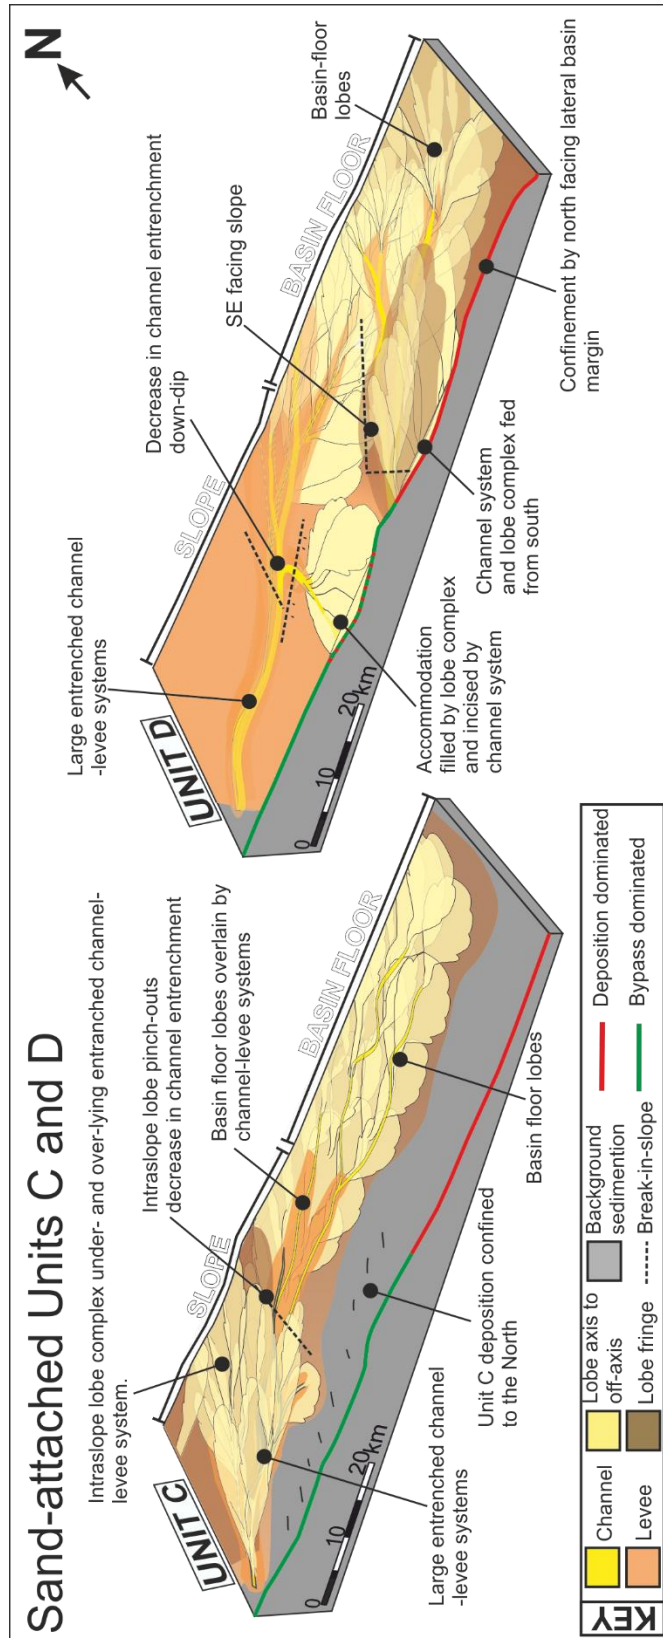 Sand-attached Units C and D
N
UNIT C
Intraslope lobe complex under- and over-lying entranched channel-
levee system.
SLOPE
Intraslope lobe pinch-outs
decrease in channel entrenchment
Basin floor lobes overlain by
channel-levee systems
BASIN FLOOR
Large entrenched channel
-levee systems
Unit C deposition confined
to the North
Basin floor lobes
0
10
20km
UNIT D
Large entrenched channel
-levee systems
SLOPE
Decrease in channel entrenchment
down-dip
SE facing slope
BASIN FLOOR
Basin-floor
lobes
Accommodation
filled by lobe complex
and incised by
channel system
Channel system
and lobe complex fed
from south
Confinement by north facing lateral basin
margin
0
10
20km
KEY
Channel
Levee
Lobe axis to
off-axis
Lobe fringe
Background
sedimention
Break-in-slope
Deposition dominated
Bypass dominated